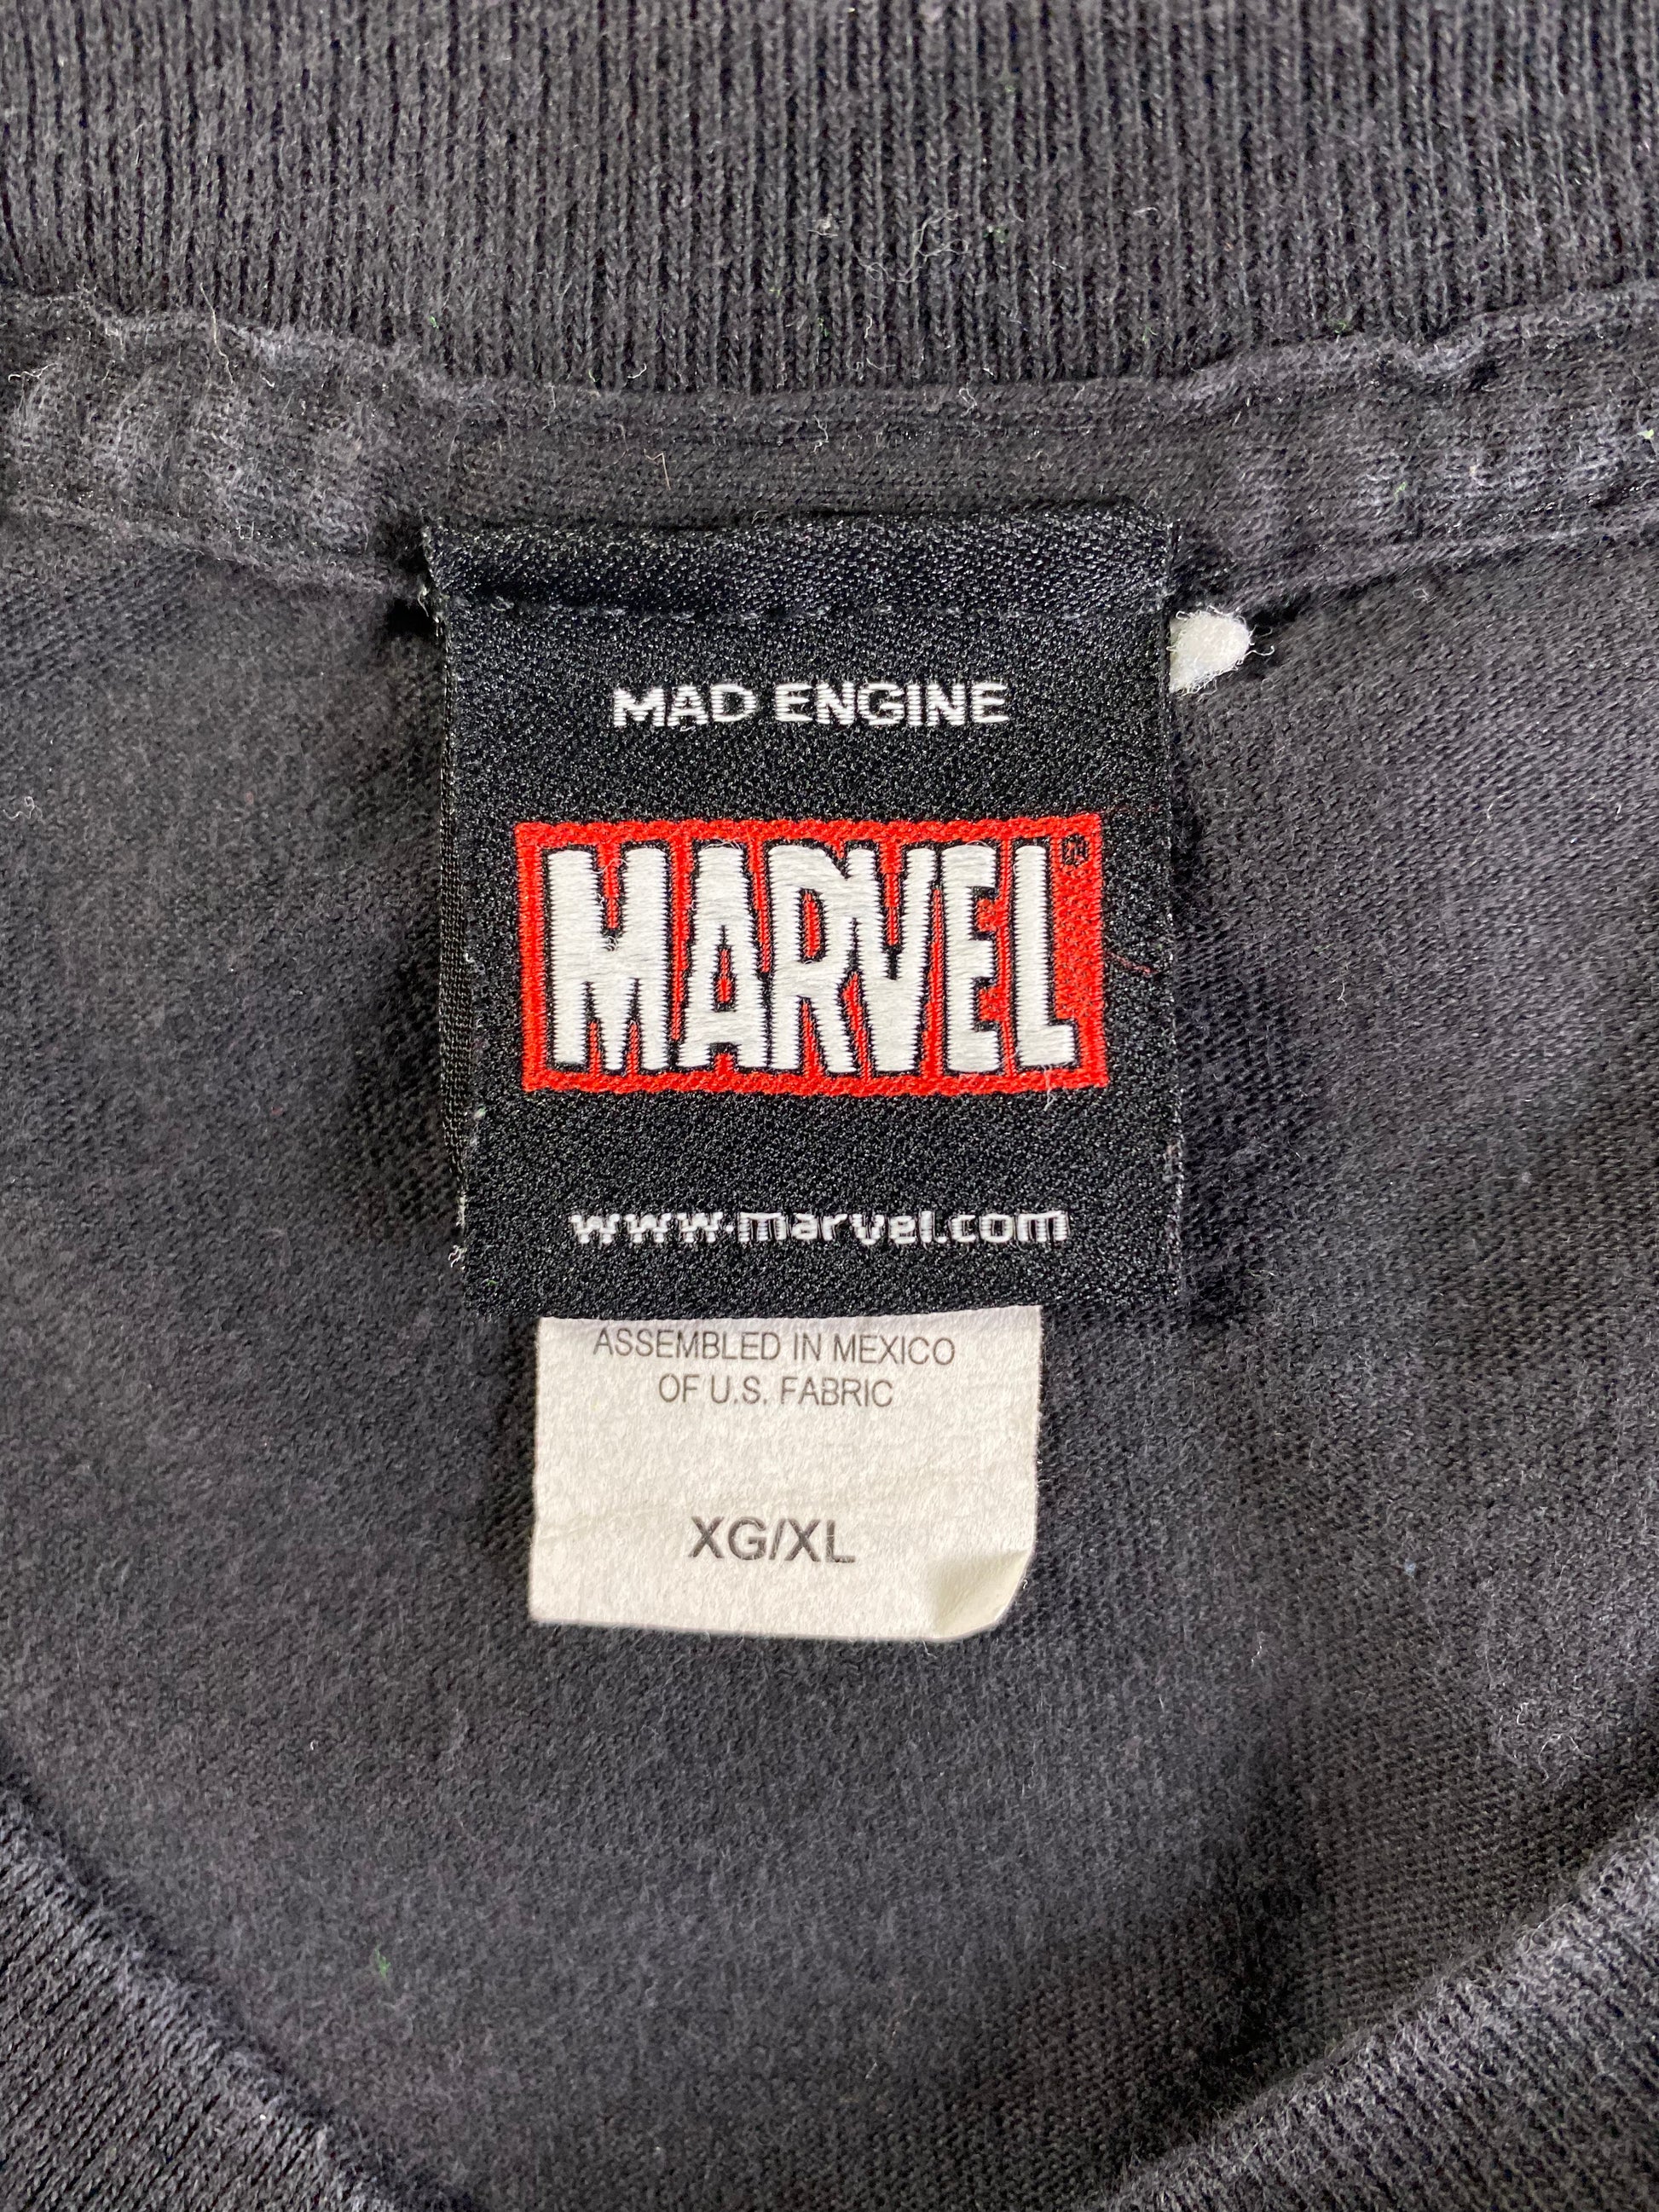 MAD ENGINE
MARVEL
www.marvel.com
ASSEMBLED IN MEXICO
OF U.S. FABRIC
XG/XL